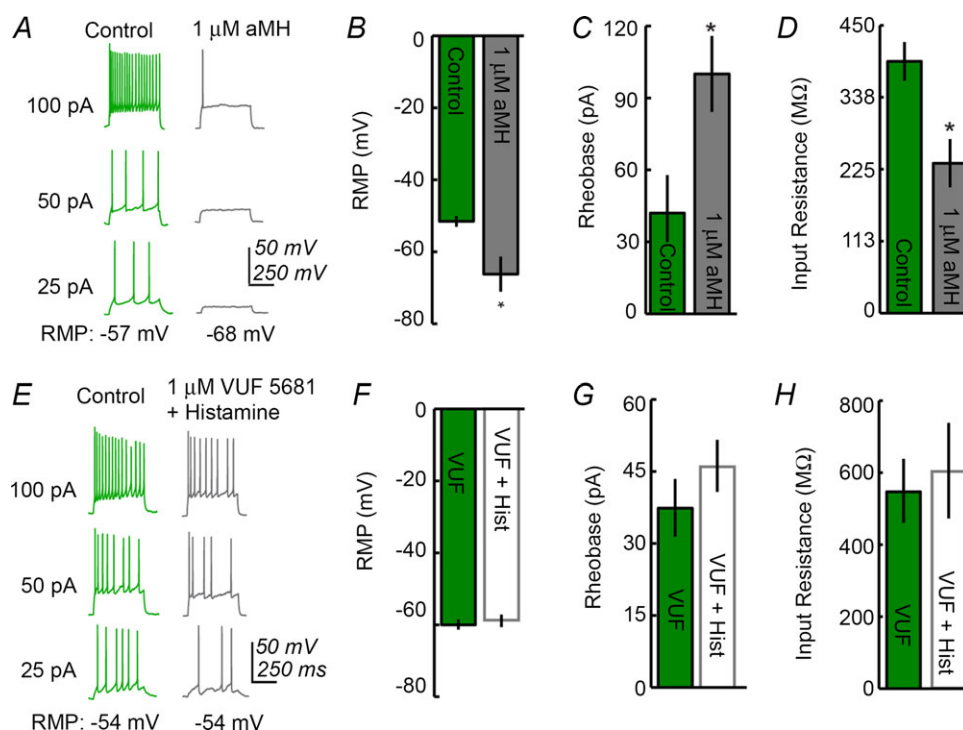 A
Control
1 µM aMH
100 pA
50 pA
25 pA
50 mV
250 mV
RMP: -57 mV
-68 mV
B
RMP (mV)
0
-20
-40
-60
-80
Control
1 µM aMH
*
C
Rheobase (pA)
120
90
60
30
0
Control
1 µM aMH
*
D
Input Resistance (MΩ)
450
338
225
113
0
Control
1 µM aMH
*
E
Control
1 µM VUF 5681
+ Histamine
100 pA
50 pA
25 pA
50 mV
250 ms
RMP: -54 mV
-54 mV
F
RMP (mV)
0
-20
-40
-60
-80
VUF
VUF + Hist
G
Rheobase (pA)
60
45
30
15
0
VUF
VUF + Hist
H
Input Resistance (MΩ)
800
600
400
200
0
VUF
VUF + Hist